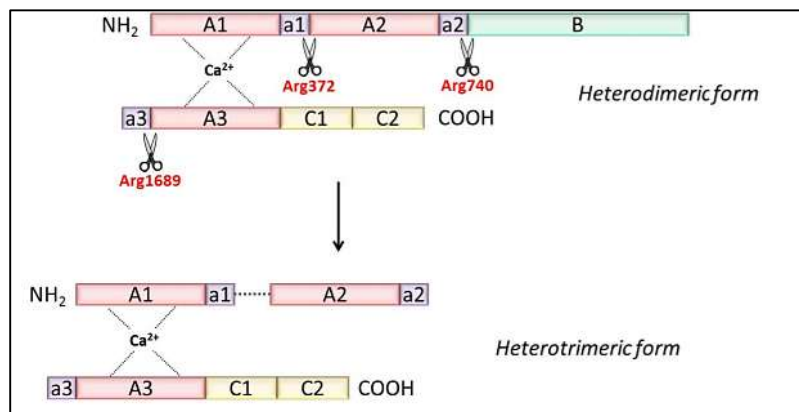 NH2 A1 a1 A2 a2 B
Ca2+
Arg372 Arg740
Heterodimeric form
a3 A3 C1 C2 COOH
Arg1689
NH2 A1 a1 A2 a2
Ca2+
Heterotrimeric form
a3 A3 C1 C2 COOH